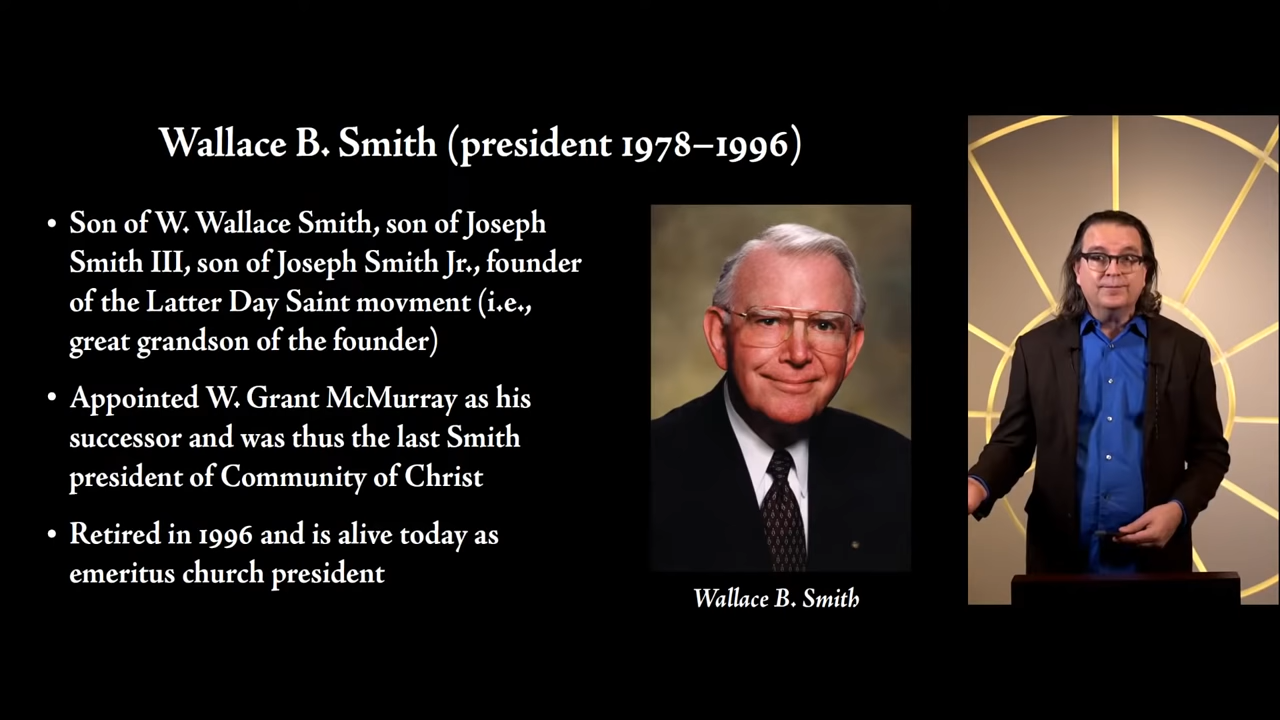 Wallace B. Smith (president 1978–1996)
• Son of W. Wallace Smith, son of Joseph
Smith III, son of Joseph Smith Jr., founder
of the Latter Day Saint movment (i.e.,
great grandson of the founder)
• Appointed W. Grant McMurray as his
successor and was thus the last Smith
president of Community of Christ
• Retired in 1996 and is alive today as
emeritus church president
Wallace B. Smith